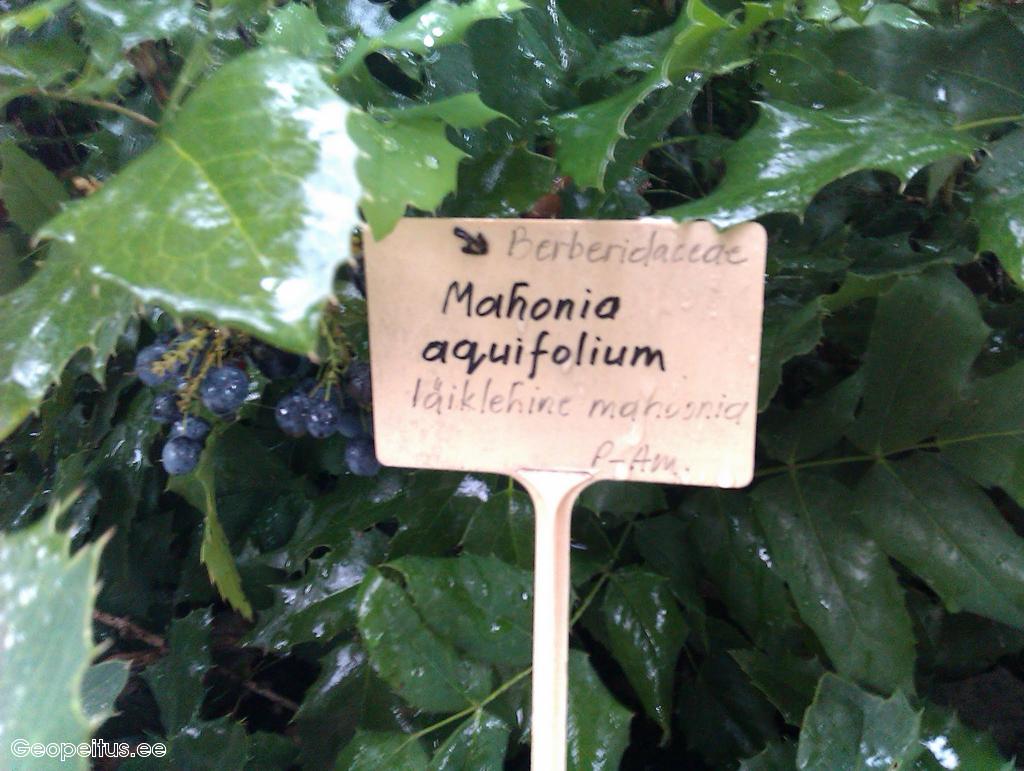 Berberidaceae
Mahonia
aquifolium
läiklehine mahoonia
P-Am.
Geopeitus.ee